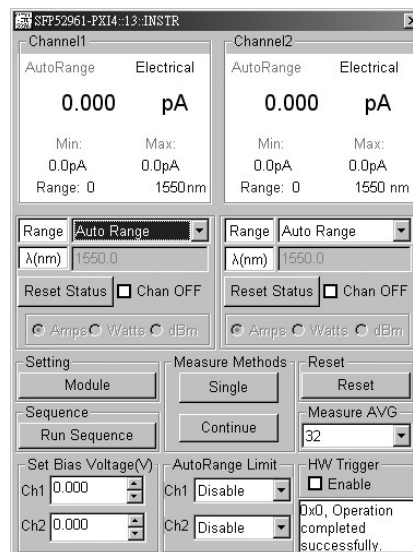 SFP52961-PXI4::13::INSTR
Channel1
AutoRange Electrical
0.000 pA
Min: Max:
0.0pA 0.0pA
Range: 0 1550nm
Channel2
AutoRange Electrical
0.000 pA
Min: Max:
0.0pA 0.0pA
Range: 0 1550 nm
Range Auto Range
λ(nm) 1550.0
Reset Status Chan OFF
Amps Watts dBm
Range Auto Range
λ(nm) 1550.0
Reset Status Chan OFF
Amps Watts dBm
Setting
Module
Measure Methods
Single
Continue
Reset
Reset
Sequence
Run Sequence
Measure AVG
32
Set Bias Voltage(V)
Ch1 0.000
Ch2 0.000
AutoRange Limit
Ch1 Disable
Ch2 Disable
HW Trigger
Enable
0x0, Operation
completed
successfully.